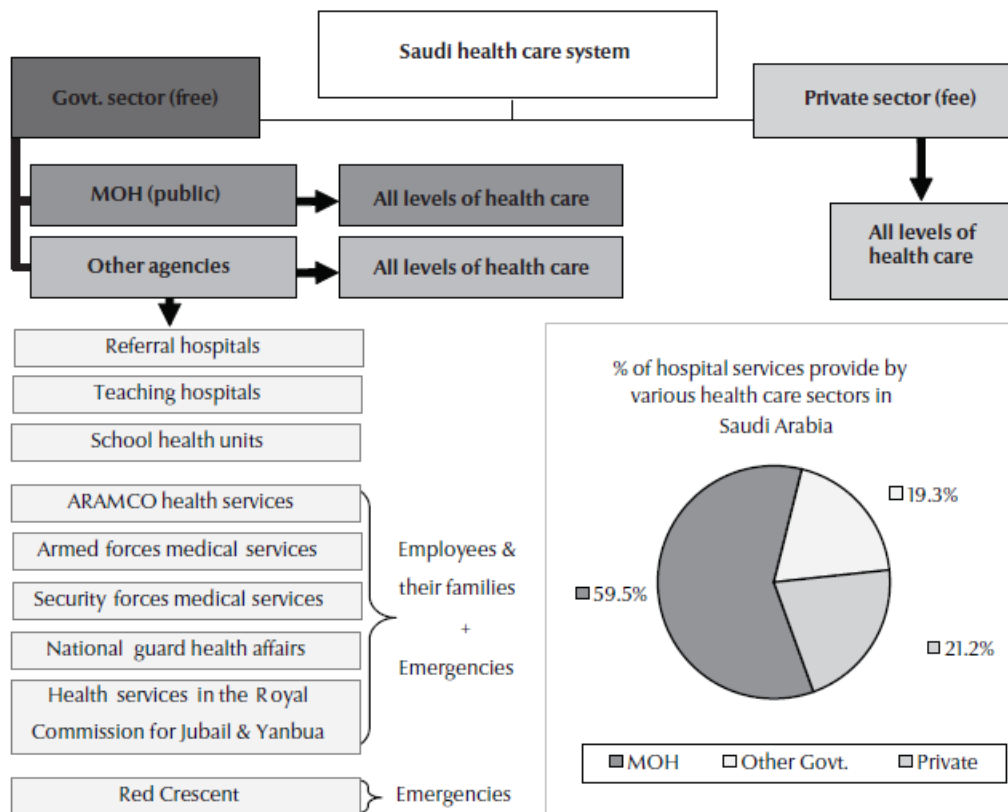 Saudi health care system
Govt. sector (free)
Private sector (fee)
MOH (public)
All levels of health care
Other agencies
All levels of health care
All levels of
health care
Referral hospitals
Teaching hospitals
School health units
ARAMCO health services
Armed forces medical services
Security forces medical services
National guard health affairs
Health services in the Royal
Commission for Jubail & Yanbua
Employees &
their families
+
Emergencies
Red Crescent
Emergencies
% of hospital services provide by
various health care sectors in
Saudi Arabia
19.3%
59.5%
21.2%
MOH
Other Govt.
Private